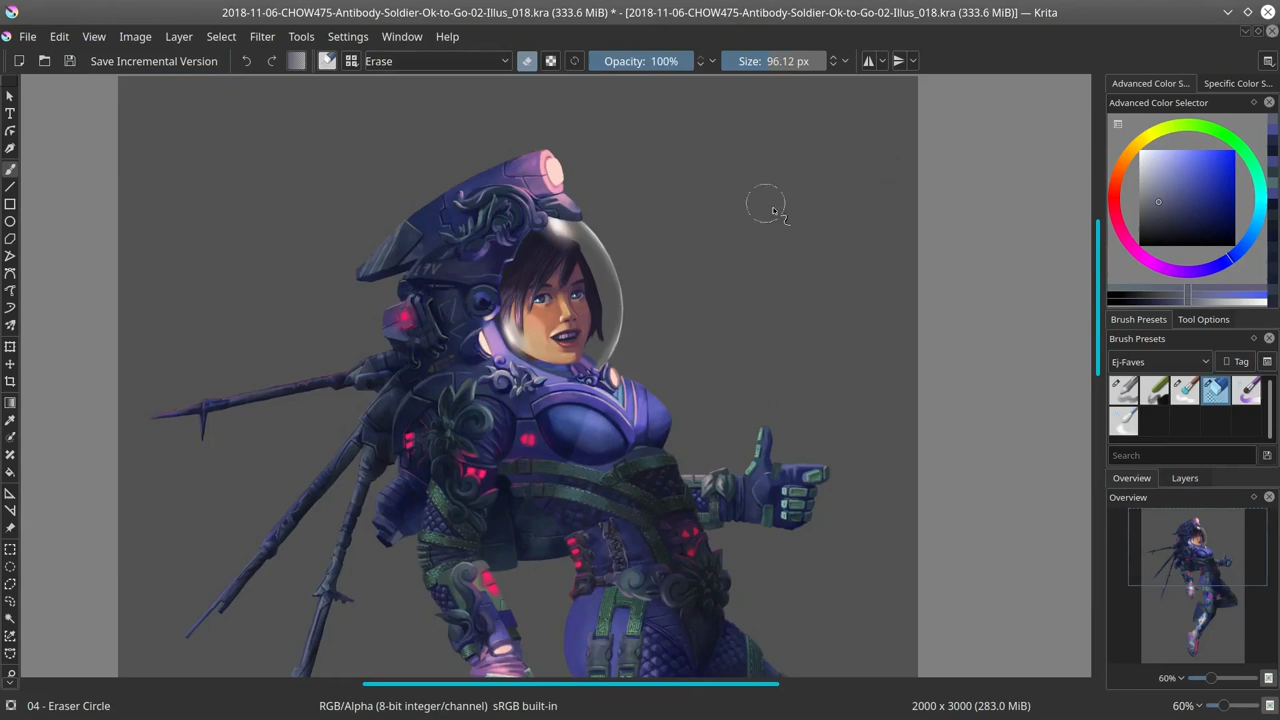 2018-11-06-CHOW475-Antibody-Soldier-Ok-to-Go-02-Illus_018.kra (333.6 MiB) * - [2018-11-06-CHOW475-Antibody-Soldier-Ok-to-Go-02-Illus_018.kra (333.6 MiB)] — Krita
File Edit View Image Layer Select Filter Tools Settings Window Help
Save Incremental Version Erase Opacity: 100% Size: 96.12 px
Advanced Color S... Specific Color S...
Advanced Color Selector
Brush Presets Tool Options
Brush Presets
Ej-Faves Tag
Search
Overview Layers
Overview
60%
04 - Eraser Circle RGB/Alpha (8-bit integer/channel) sRGB built-in 2000 x 3000 (283.0 MiB) 60%